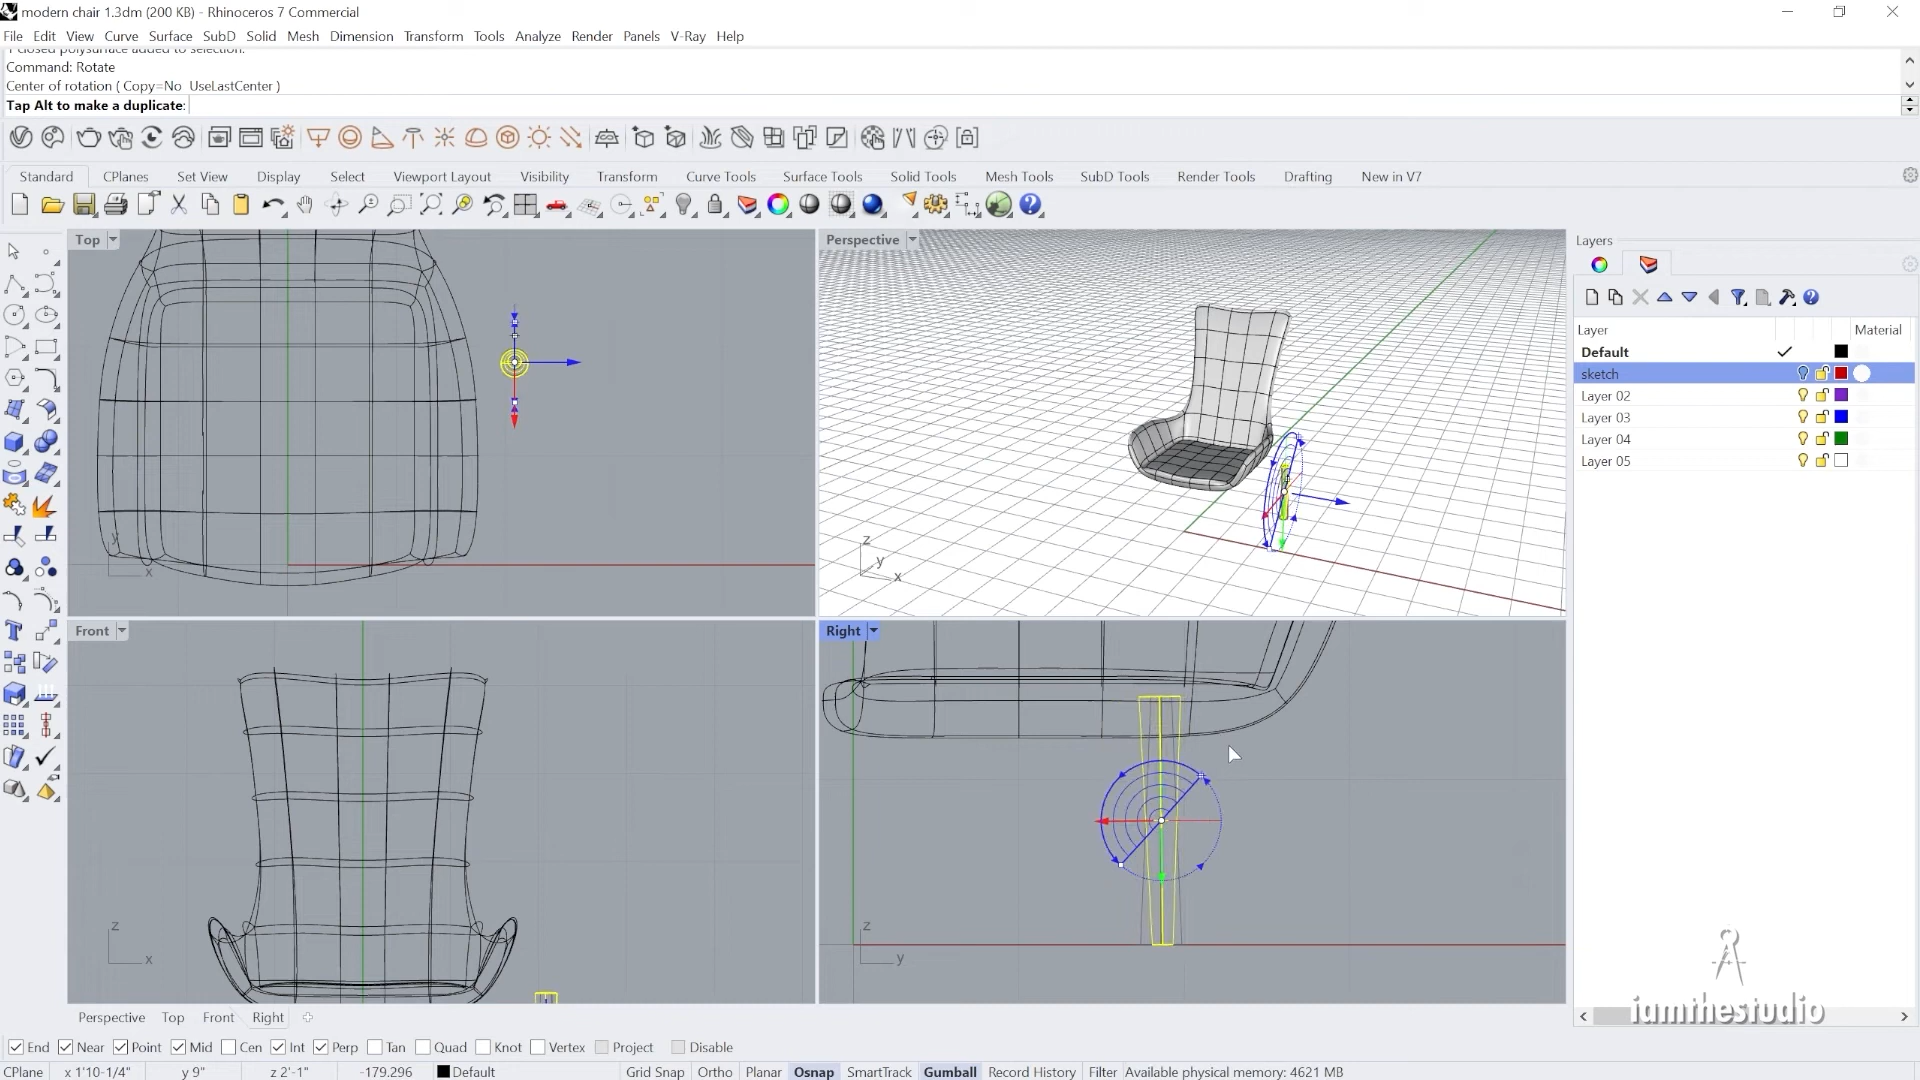 modern chair 1.3dm (200 KB) - Rhinoceros 7 Commercial
File Edit View Curve Surface SubD Solid Mesh Dimension Transform Tools Analyze Render Panels V-Ray Help
1 closed polysurface added to selection.
Command: Rotate
Center of rotation ( Copy=No UseLastCenter )
Tap Alt to make a duplicate:
Standard CPlanes Set View Display Select Viewport Layout Visibility Transform Curve Tools Surface Tools Solid Tools Mesh Tools SubD Tools Render Tools Drafting New in V7
Top
Perspective
Layers
Layer Material
Default
sketch
Layer 02
Layer 03
Layer 04
Layer 05
y
x
z
y
x
Front
Right
z
x
z
y
iamthestudio
Perspective Top Front Right
End Near Point Mid Cen Int Perp Tan Quad Knot Vertex Project Disable
CPlane x 1'10-1/4" y 9" z 2'-1" -179.296 Default Grid Snap Ortho Planar Osnap SmartTrack Gumball Record History Filter Available physical memory: 4621 MB